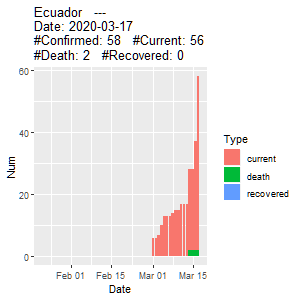 Ecuador   ---
Date: 2020-03-17
#Confirmed: 58   #Current: 56
#Death: 2   #Recovered: 0
60
40
20
0
Num
Feb 01   Feb 15   Mar 01   Mar 15
Date
Type
current
death
recovered